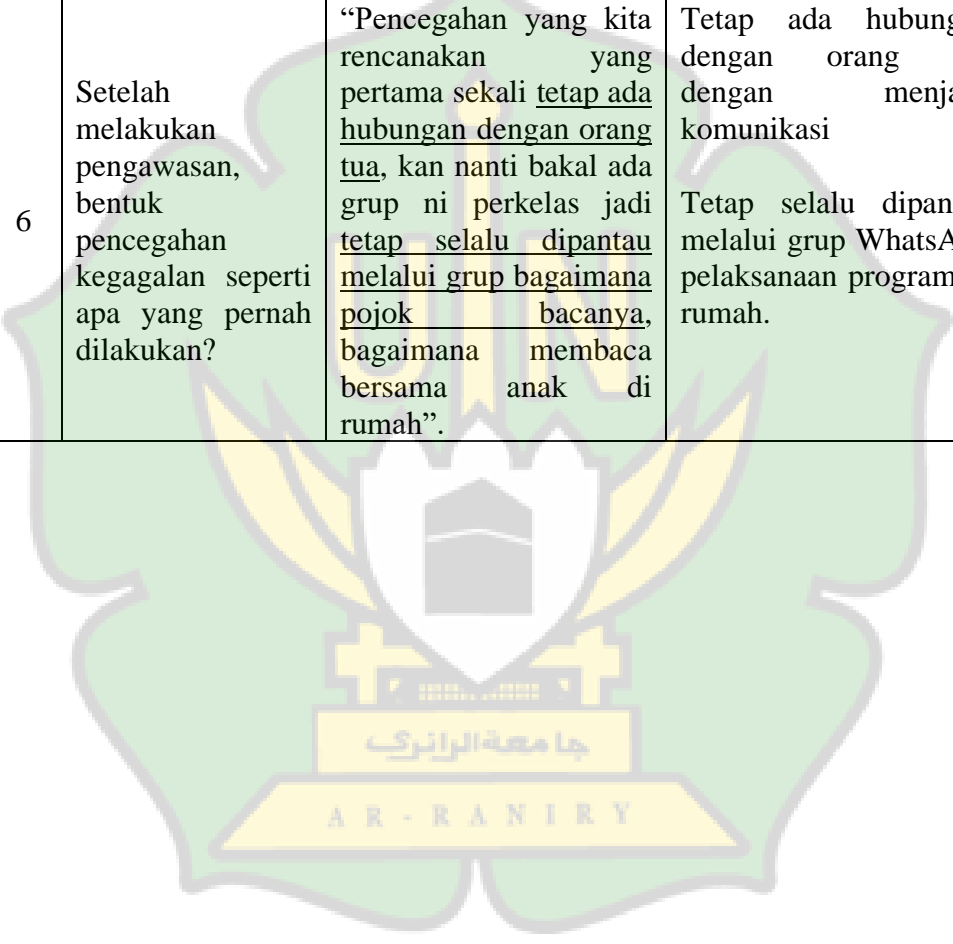 6
Setelah
melakukan
pengawasan,
bentuk
pencegahan
kegagalan seperti
apa yang pernah
dilakukan?
“Pencegahan yang kita
rencanakan yang
pertama sekali tetap ada
hubungan dengan orang
tua, kan nanti bakal ada
grup ni perkelas jadi
tetap selalu dipantau
melalui grup bagaimana
pojok bacanya,
bagaimana membaca
bersama anak di
rumah”.
Tetap ada
dengan orang
dengan
komunikasi
Tetap selalu
melalui grup
pelaksanaan program
rumah.
UIN
جامعة الرانري
AR-RANIRY